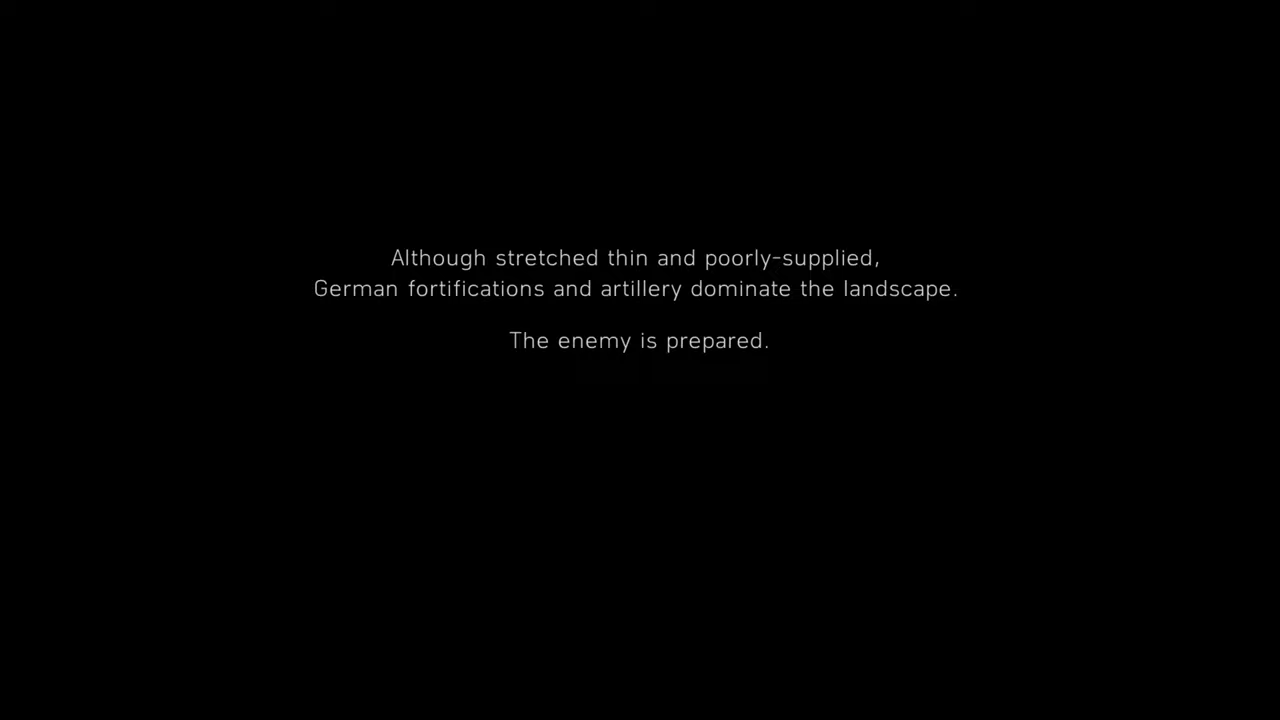 Although stretched thin and poorly-supplied,
German fortifications and artillery dominate the landscape.
The enemy is prepared.